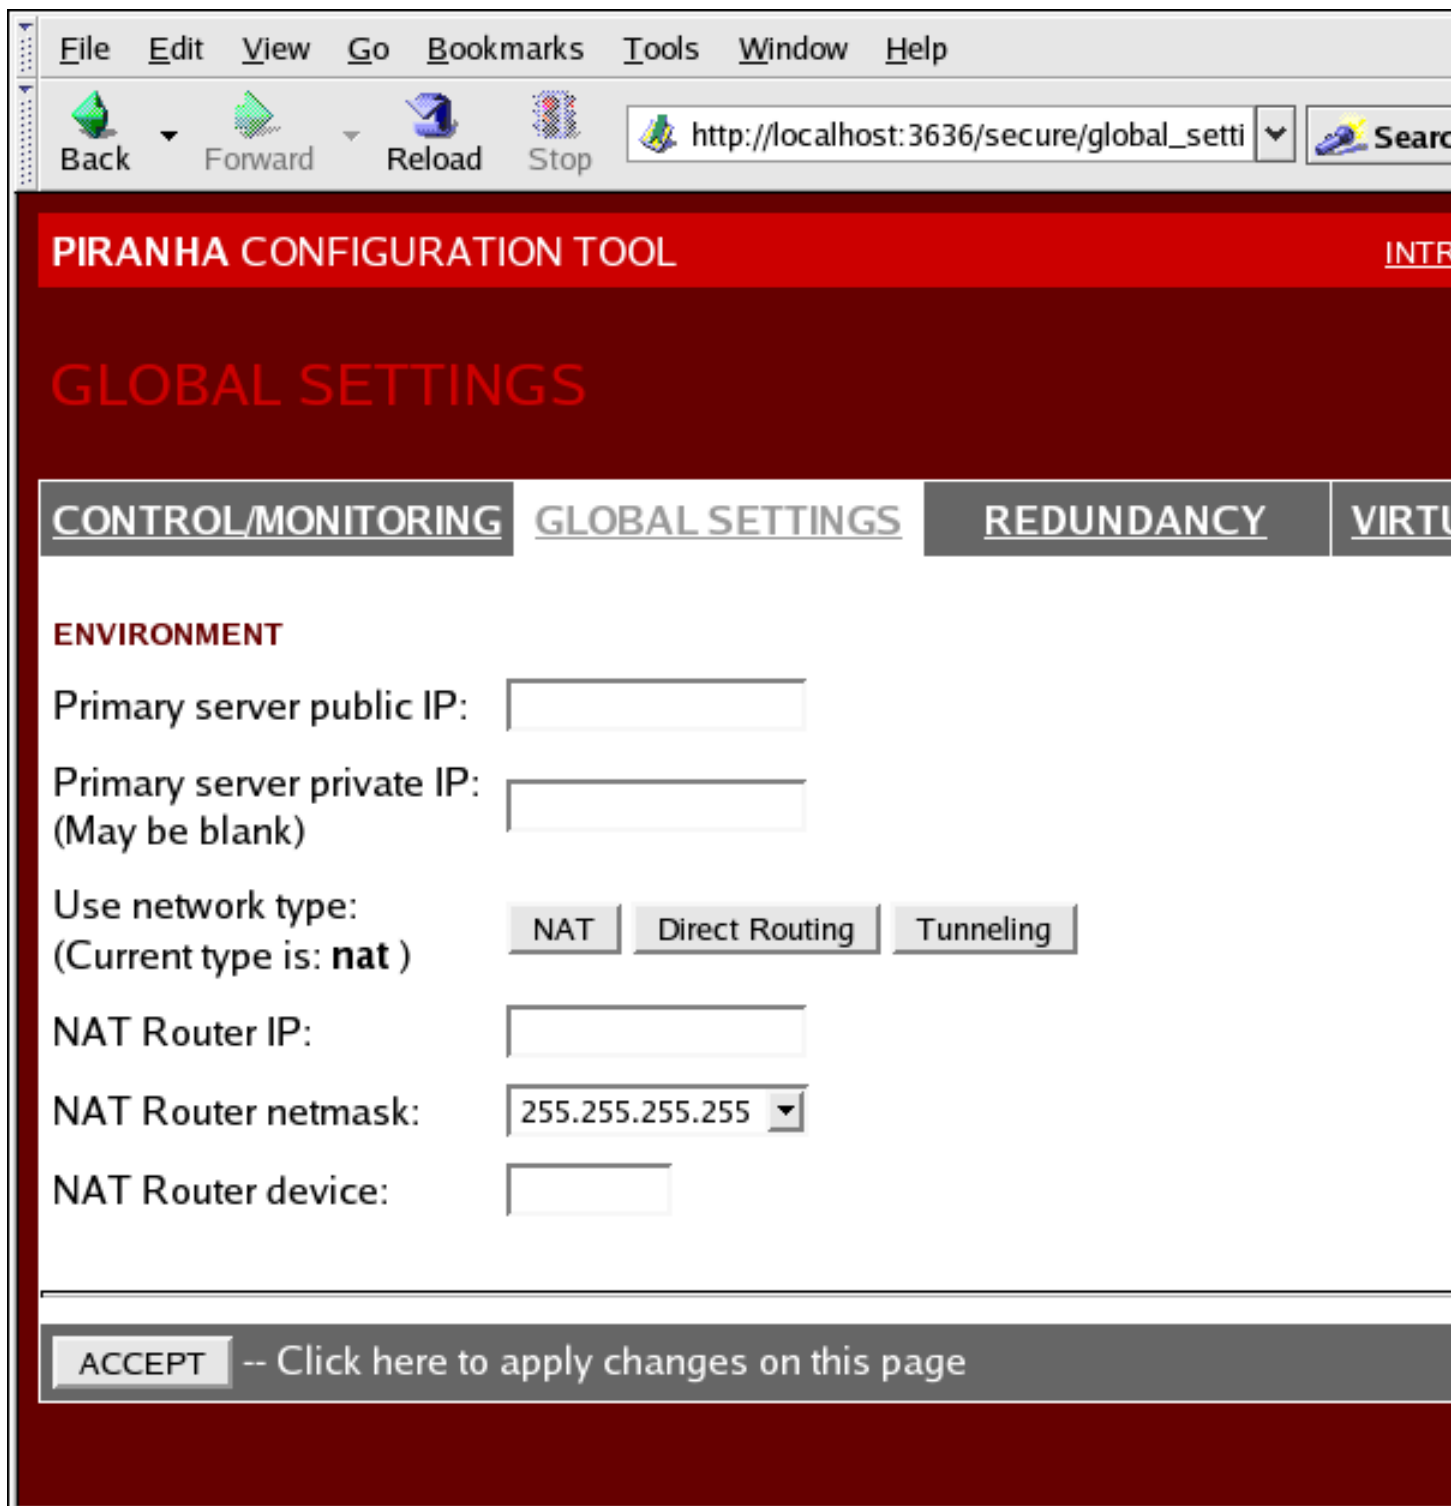 File Edit View Go Bookmarks Tools Window Help
Back Forward Reload Stop http://localhost:3636/secure/global_setti
PIRANHA CONFIGURATION TOOL
GLOBAL SETTINGS
CONTROL/MONITORING GLOBAL SETTINGS REDUNDANCY
ENVIRONMENT
Primary server public IP:
Primary server private IP:
(May be blank)
Use network type:
(Current type is: nat )
NAT Direct Routing Tunneling
NAT Router IP:
NAT Router netmask: 255.255.255.255
NAT Router device:
ACCEPT -- Click here to apply changes on this page